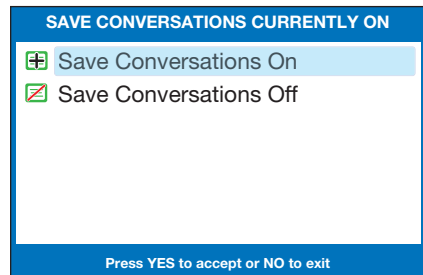 SAVE CONVERSATIONS CURRENTLY ON
Save Conversations On
Save Conversations Off
Press YES to accept or NO to exit